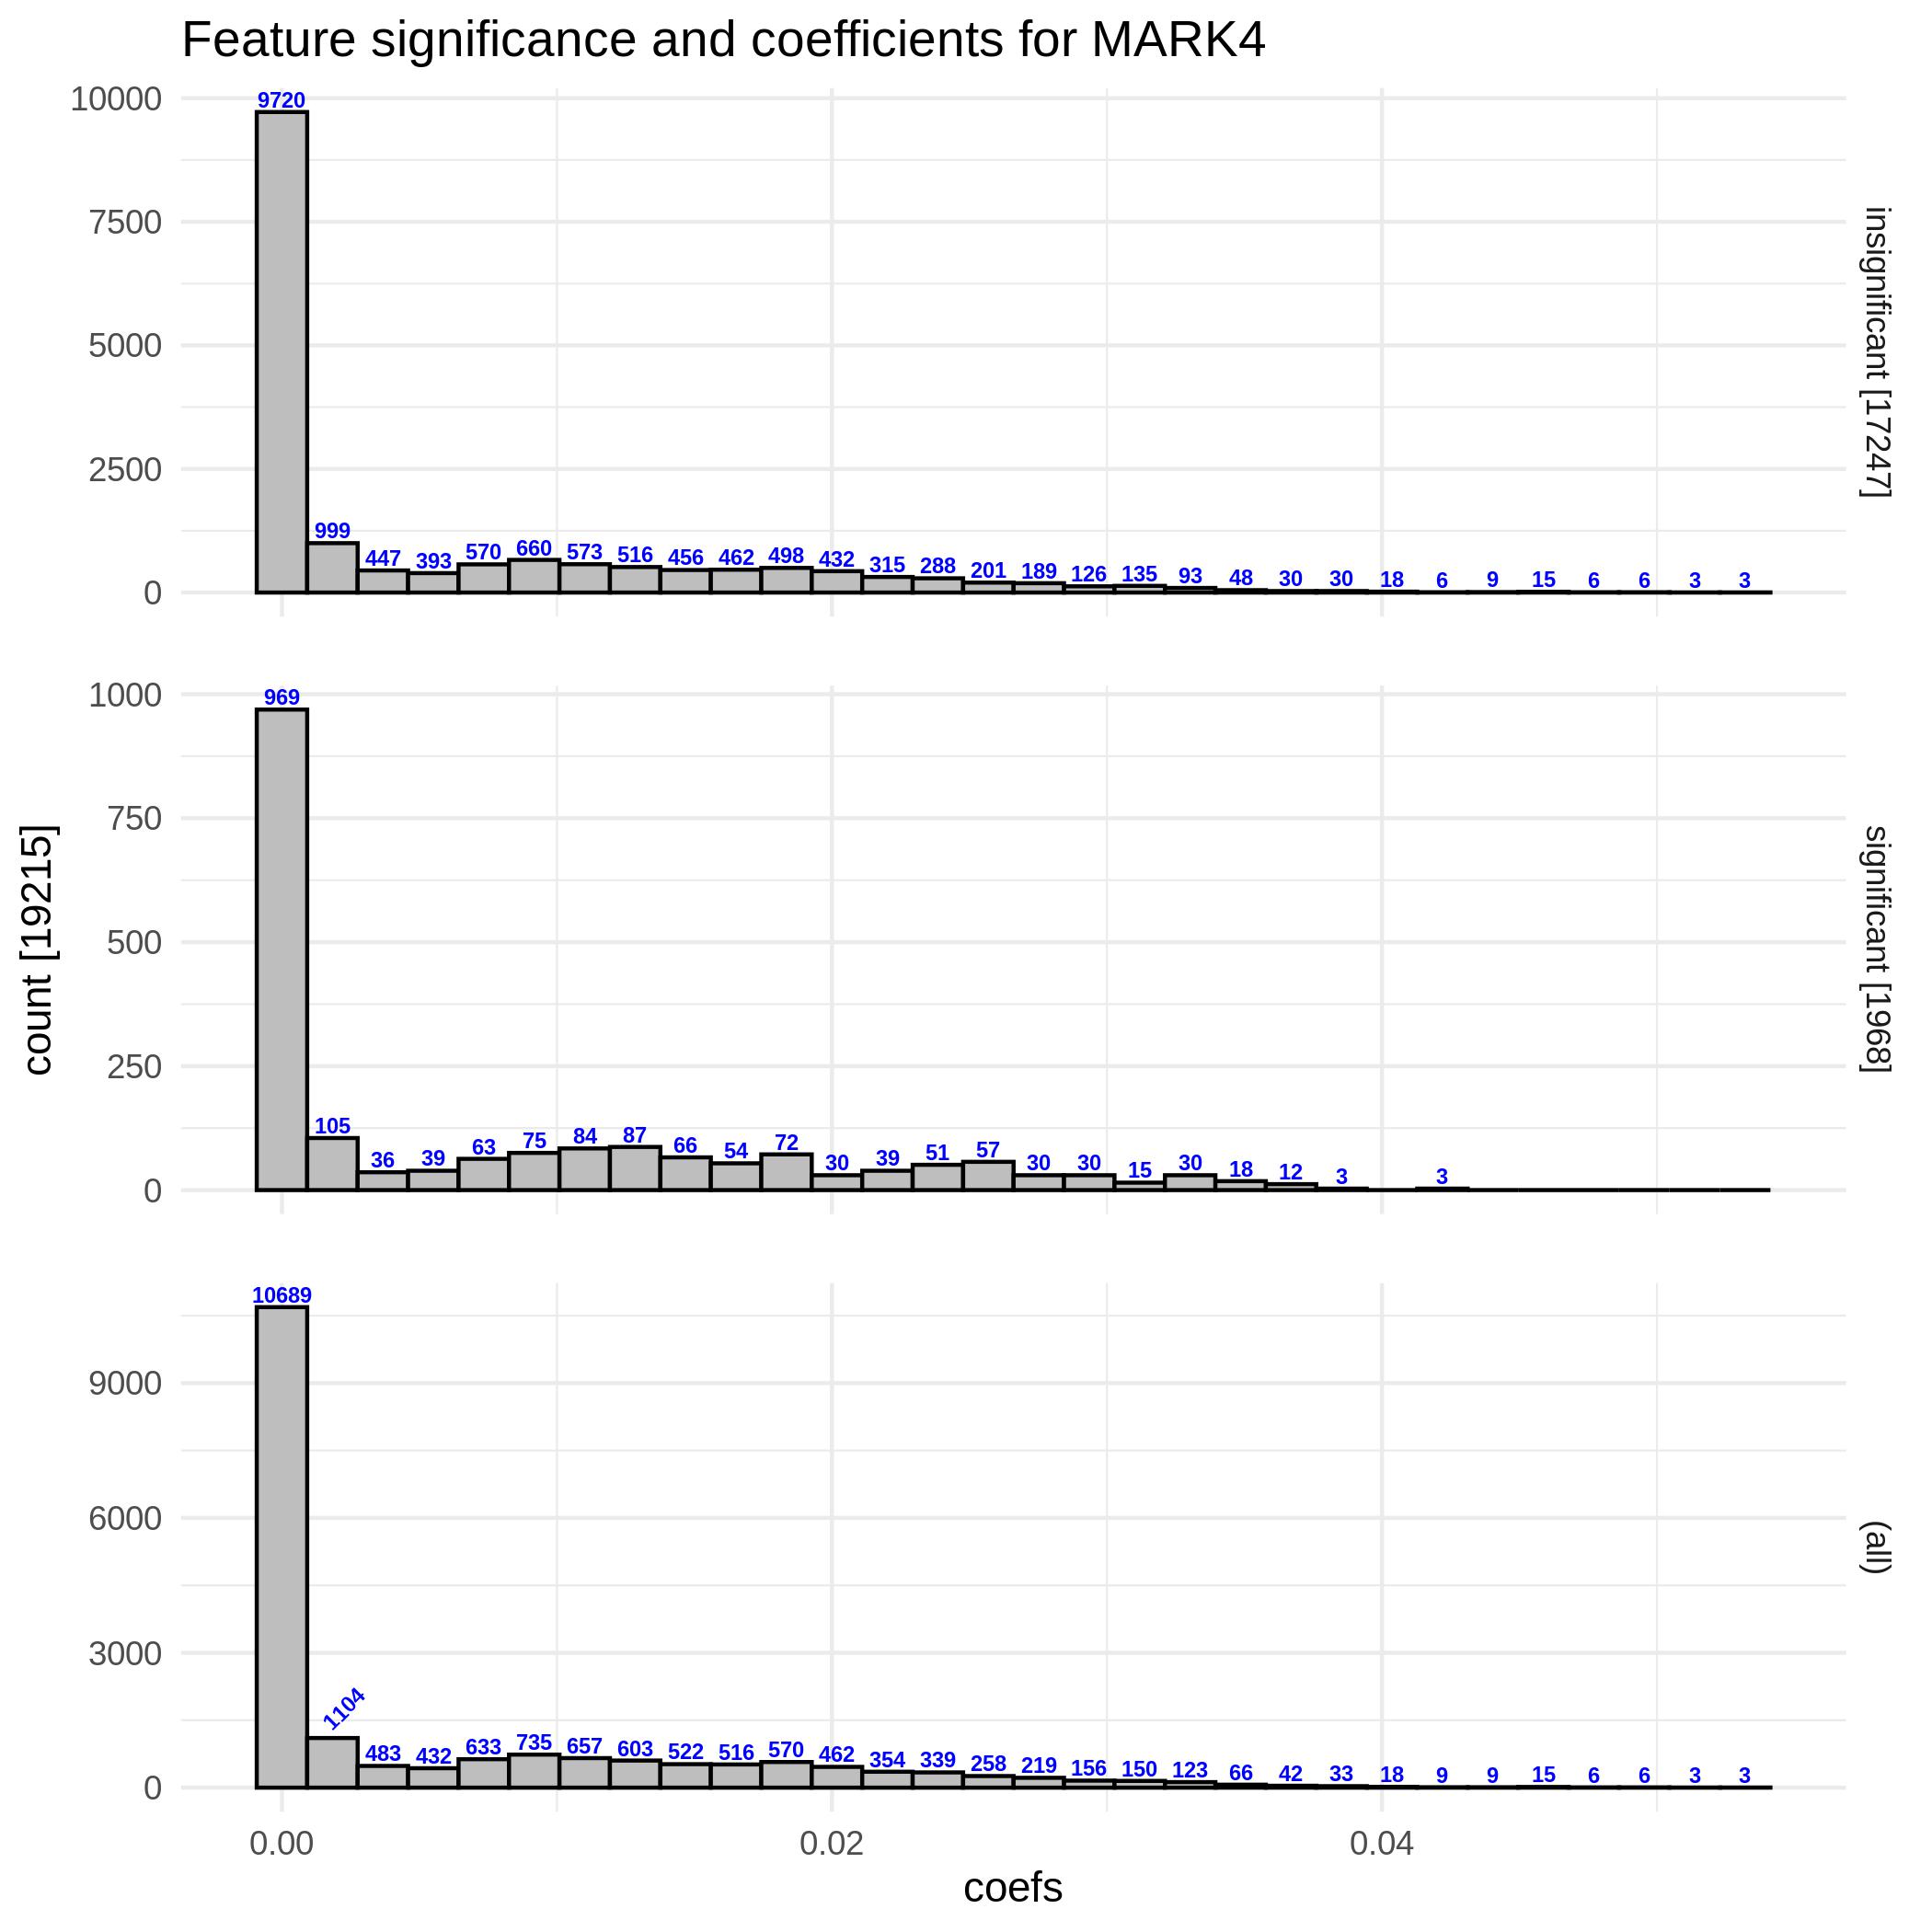 Feature significance and coefficients for MARK4
10000
7500
5000
2500
0
9720
999 447 393 570 660 573 516 456 462 498 432 315 288 201 189 126 135 93 48 30 30 18 6 9 15 6 6 3 3
insignificant [17247]
count [19215]
1000
750
500
250
0
969
105 36 39 63 75 84 87 66 54 72 30 39 51 57 30 30 15 30 18 12 3 3
significant [1968]
9000
6000
3000
0
10689
1104 483 432 633 735 657 603 522 516 570 462 354 339 258 219 156 150 123 66 42 33 18 9 9 15 6 6 3 3
(all)
0.00 0.02 0.04
coefs